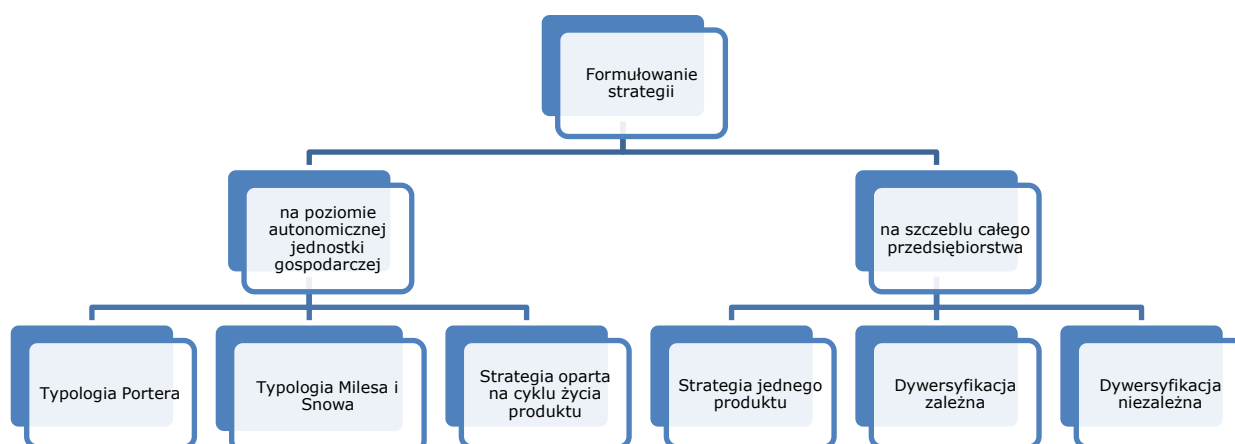 Formułowanie
strategii
na poziomie
autonomicznej
jednostki
gospodarczej
na szczeblu całego
przedsiębiorstwa
Typologia Portera
Typologia Milesa i
Snowa
Strategia oparta
na cyklu życia
produktu
Strategia jednego
produktu
Dywersyfikacja
zależna
Dywersyfikacja
niezależna